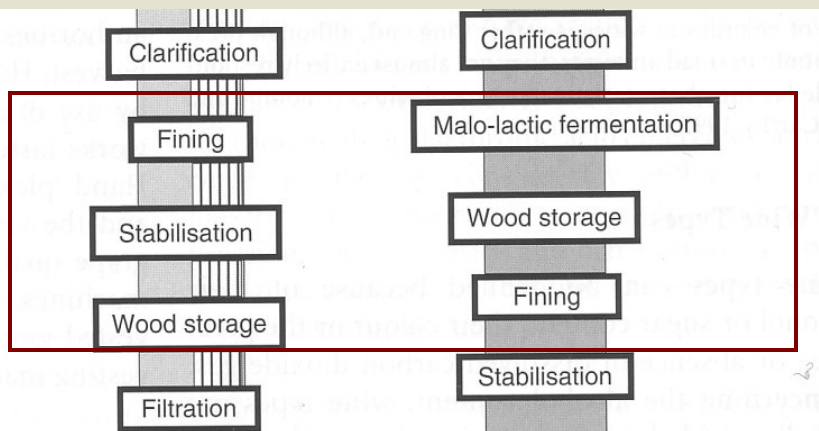 Clarification
Fining
Stabilisation
Wood storage
Filtration
Clarification
Malo-lactic fermentation
Wood storage
Fining
Stabilisation